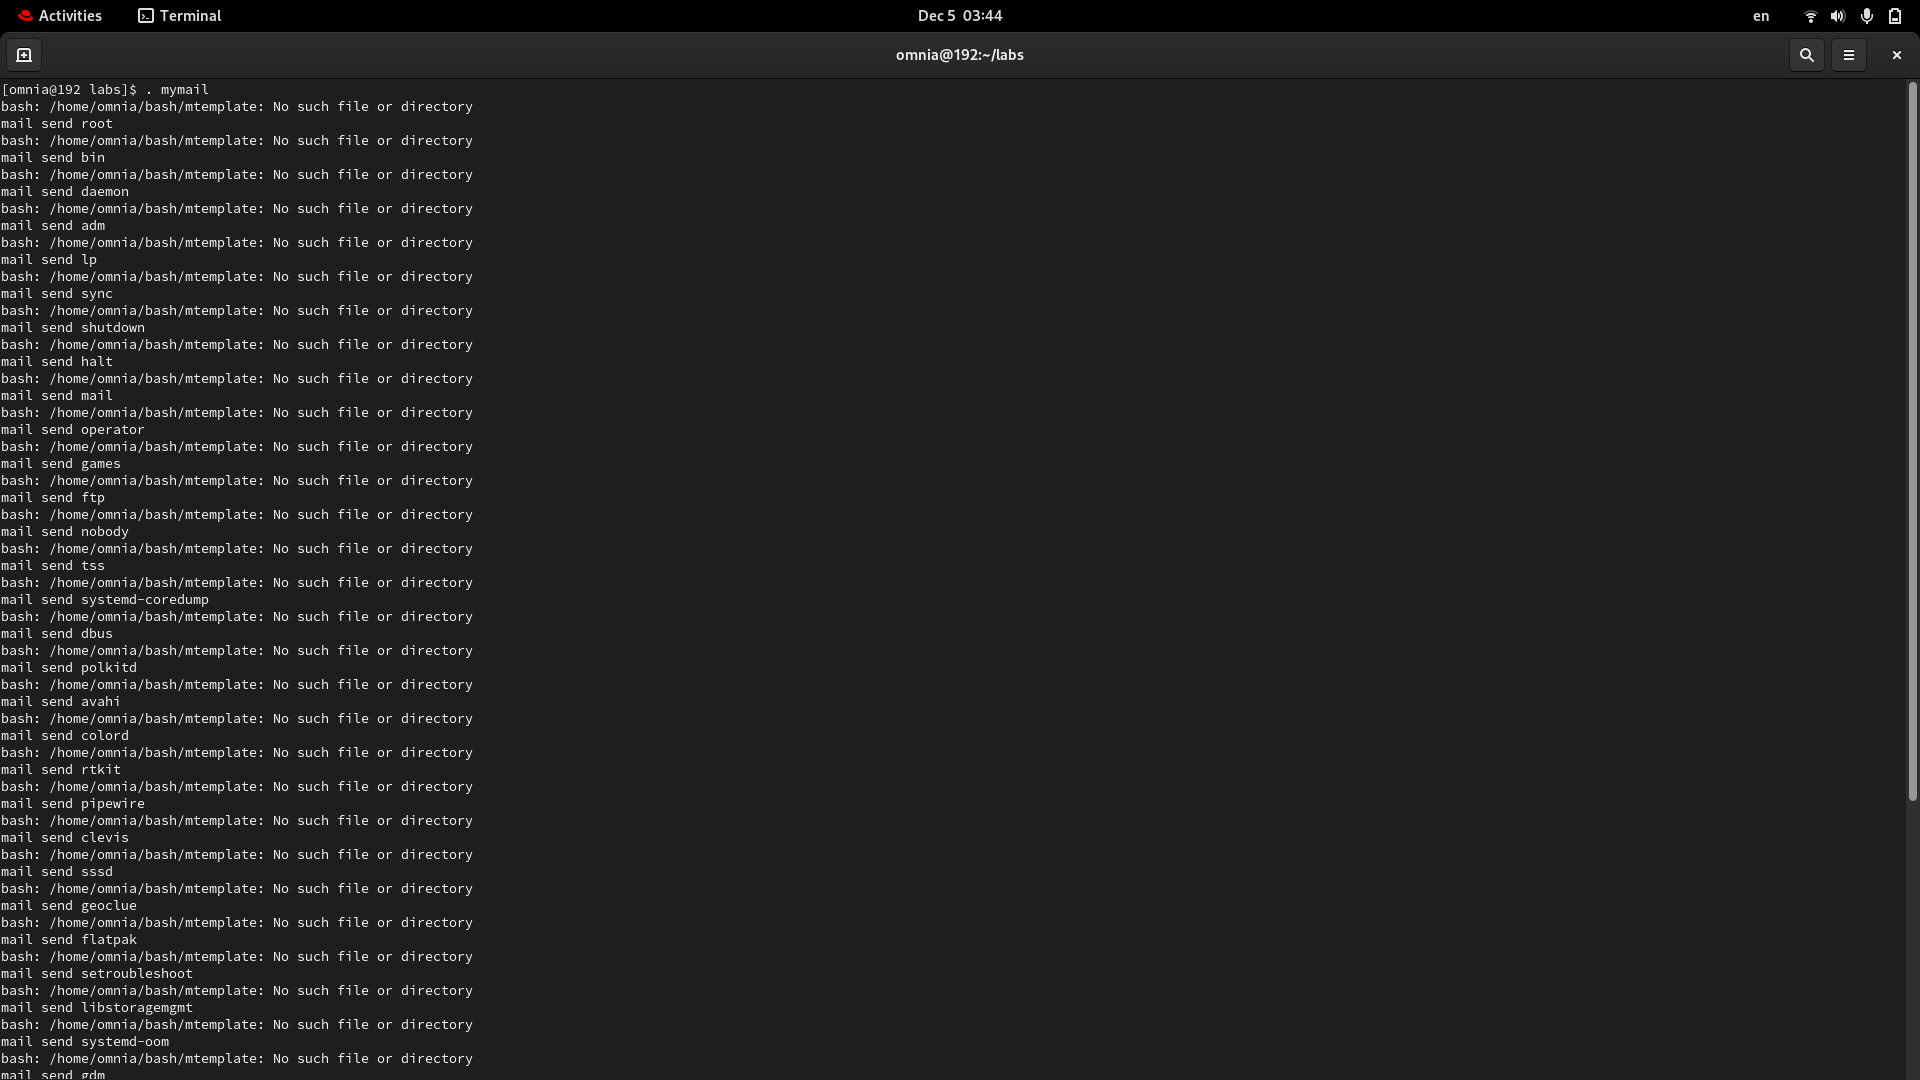 Activities
Terminal
Dec 5 03:44
en
omnia@192:~/labs
[omnia@192 labs]$ . mymail
bash: /home/omnia/bash/mtemplate: No such file or directory
mail send root
bash: /home/omnia/bash/mtemplate: No such file or directory
mail send bin
bash: /home/omnia/bash/mtemplate: No such file or directory
mail send daemon
bash: /home/omnia/bash/mtemplate: No such file or directory
mail send adm
bash: /home/omnia/bash/mtemplate: No such file or directory
mail send lp
bash: /home/omnia/bash/mtemplate: No such file or directory
mail send sync
bash: /home/omnia/bash/mtemplate: No such file or directory
mail send shutdown
bash: /home/omnia/bash/mtemplate: No such file or directory
mail send halt
bash: /home/omnia/bash/mtemplate: No such file or directory
mail send mail
bash: /home/omnia/bash/mtemplate: No such file or directory
mail send operator
bash: /home/omnia/bash/mtemplate: No such file or directory
mail send games
bash: /home/omnia/bash/mtemplate: No such file or directory
mail send ftp
bash: /home/omnia/bash/mtemplate: No such file or directory
mail send nobody
bash: /home/omnia/bash/mtemplate: No such file or directory
mail send tss
bash: /home/omnia/bash/mtemplate: No such file or directory
mail send systemd-coredump
bash: /home/omnia/bash/mtemplate: No such file or directory
mail send dbus
bash: /home/omnia/bash/mtemplate: No such file or directory
mail send polkitd
bash: /home/omnia/bash/mtemplate: No such file or directory
mail send avahi
bash: /home/omnia/bash/mtemplate: No such file or directory
mail send colord
bash: /home/omnia/bash/mtemplate: No such file or directory
mail send rtkit
bash: /home/omnia/bash/mtemplate: No such file or directory
mail send pipewire
bash: /home/omnia/bash/mtemplate: No such file or directory
mail send clevis
bash: /home/omnia/bash/mtemplate: No such file or directory
mail send sssd
bash: /home/omnia/bash/mtemplate: No such file or directory
mail send geoclue
bash: /home/omnia/bash/mtemplate: No such file or directory
mail send flatpak
bash: /home/omnia/bash/mtemplate: No such file or directory
mail send setroubleshoot
bash: /home/omnia/bash/mtemplate: No such file or directory
mail send libstoragemgmt
bash: /home/omnia/bash/mtemplate: No such file or directory
mail send systemd-oom
bash: /home/omnia/bash/mtemplate: No such file or directory
mail send gdm